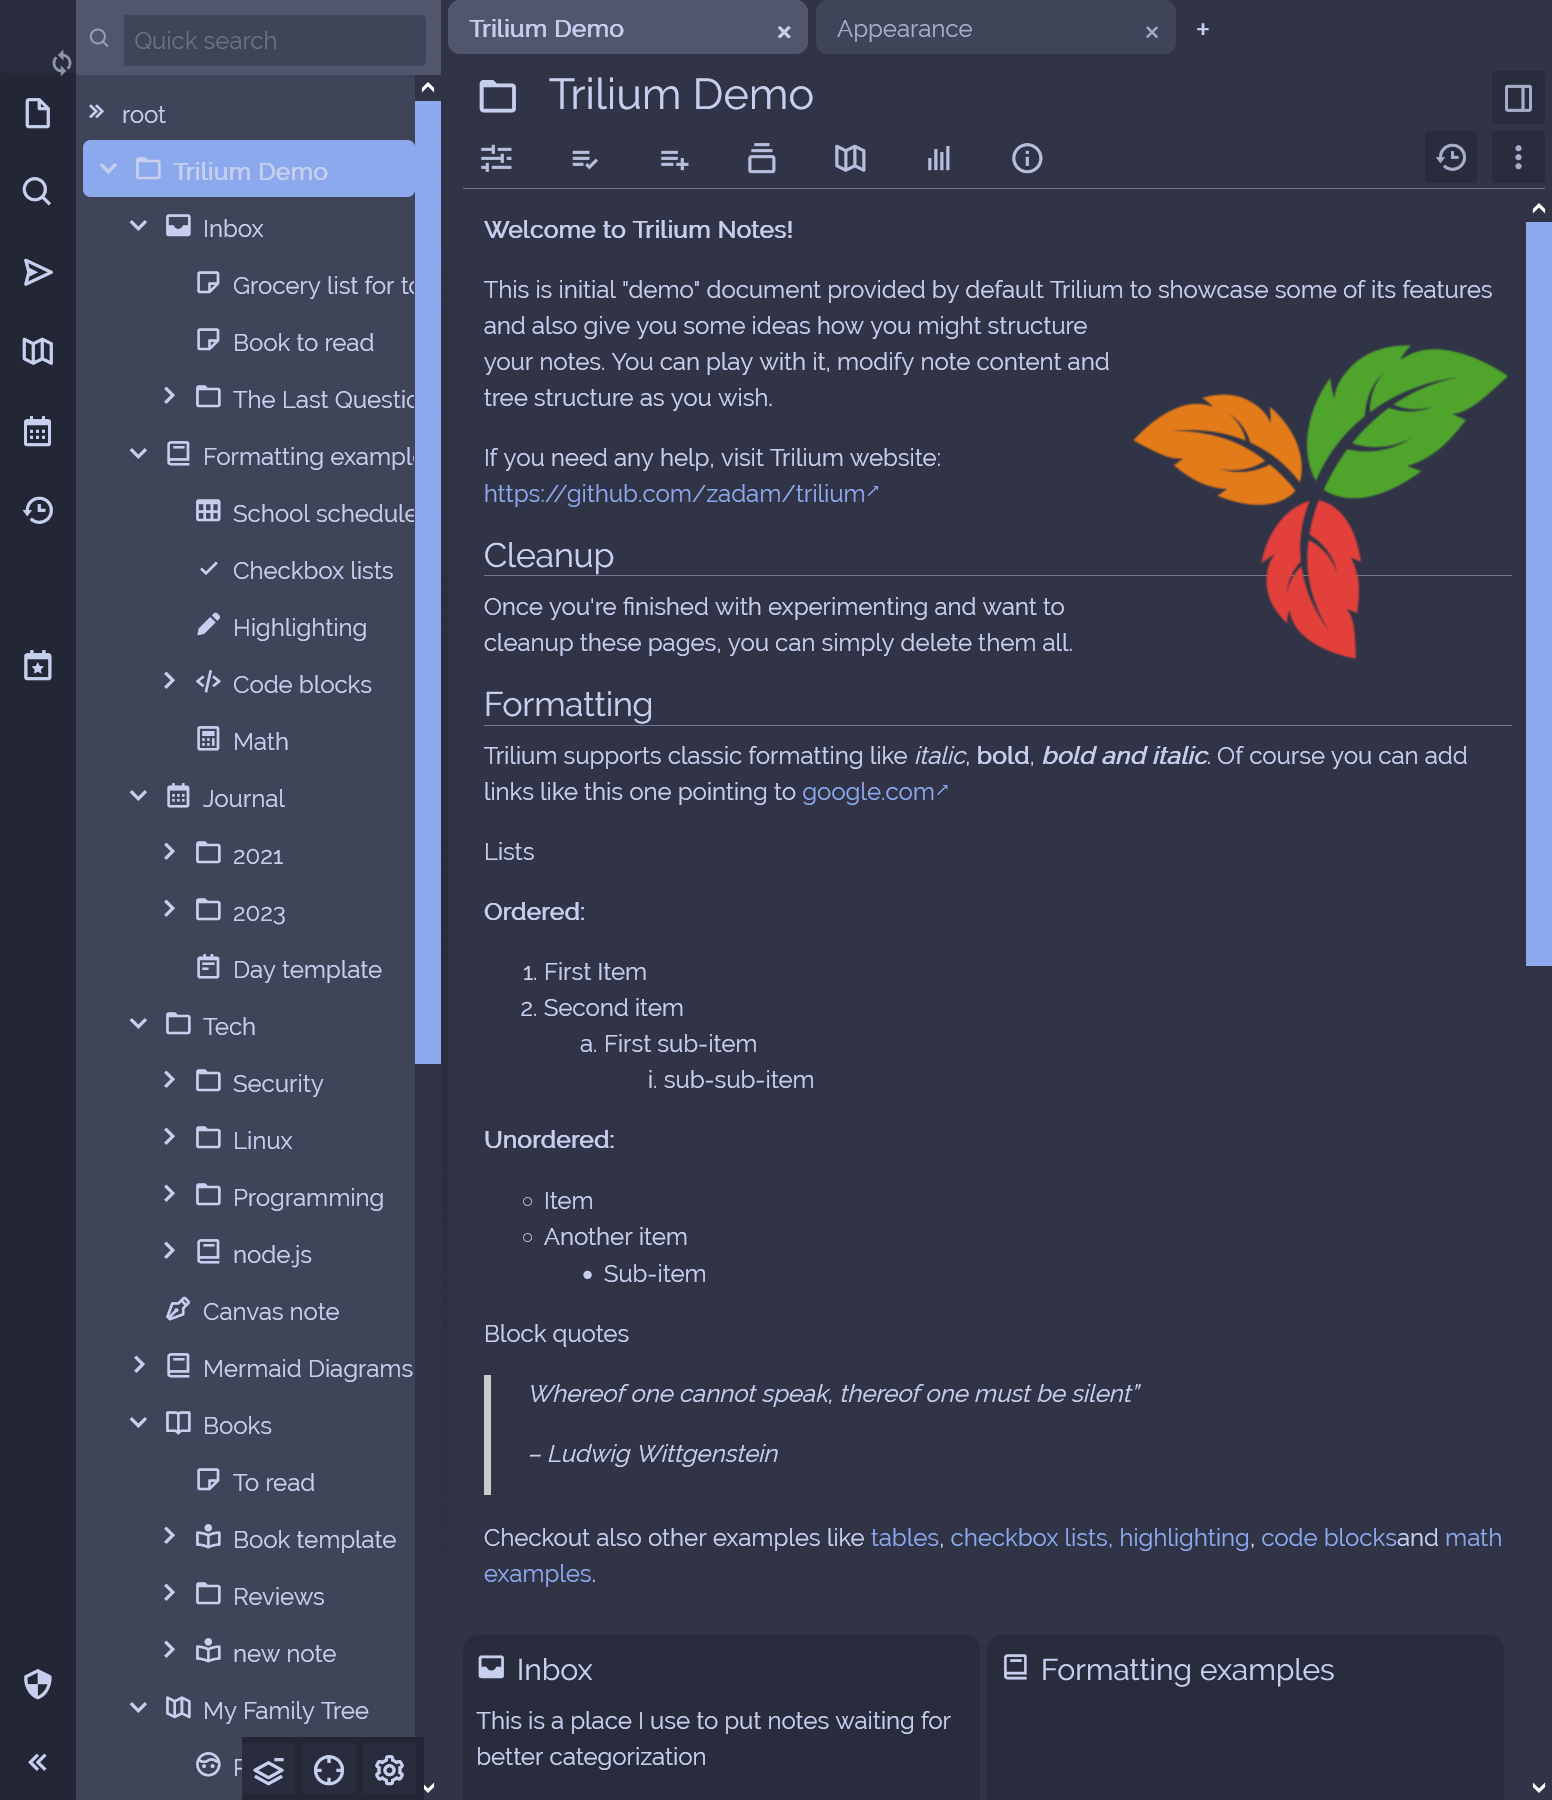 Quick search
root
Trilium Demo
Inbox
Grocery list for
Book to read
The Last
Formatting
School schedule
Checkbox lists
Highlighting
Code blocks
Math
Journal
2021
2023
Day template
Tech
Security
Linux
Programming
node.js
Canvas note
Mermaid Diagrams
Books
To read
Book template
Reviews
new note
My Family Tree
Trilium Demo ×
Appearance ×
+
Trilium Demo
Welcome to Trilium Notes!
This is initial "demo" document provided by default Trilium to showcase some of its features
and also give you some ideas how you might structure
your notes. You can play with it, modify note content and
tree structure as you wish.
If you need any help, visit Trilium website:
https://github.com/zadam/trilium
Cleanup
Once you're finished with experimenting and want to
cleanup these pages, you can simply delete them all.
Formatting
Trilium supports classic formatting like italic, bold, bold and italic. Of course you can add
links like this one pointing to google.com
Lists
Ordered:
1. First Item
2. Second item
a. First sub-item
i. sub-sub-item
Unordered:
○ Item
○ Another item
• Sub-item
Block quotes
Whereof one cannot speak, thereof one must be silent”
– Ludwig Wittgenstein
Checkout also other examples like tables, checkbox lists, highlighting, code blocksand math
examples.
Inbox
This is a place I use to put notes waiting for
better categorization
Formatting examples